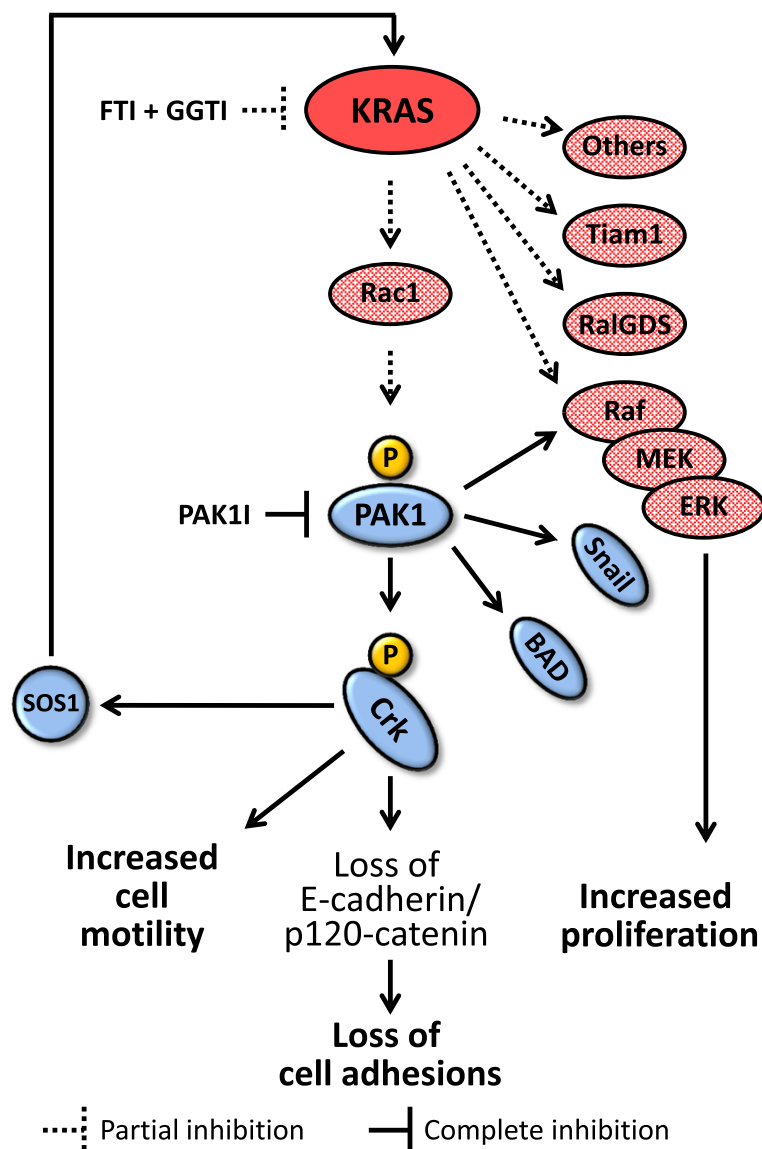 KRAS
FTI + GGTI
Others
Tiam1
Rac1
RalGDS
Raf
MEK
ERK
P
PAK1I
PAK1
Snail
BAD
P
Crk
SOS1
Increased
cell
motility
Loss of
E-cadherin/
p120-catenin
Increased
proliferation
Loss of
cell adhesions
Partial inhibition
Complete inhibition